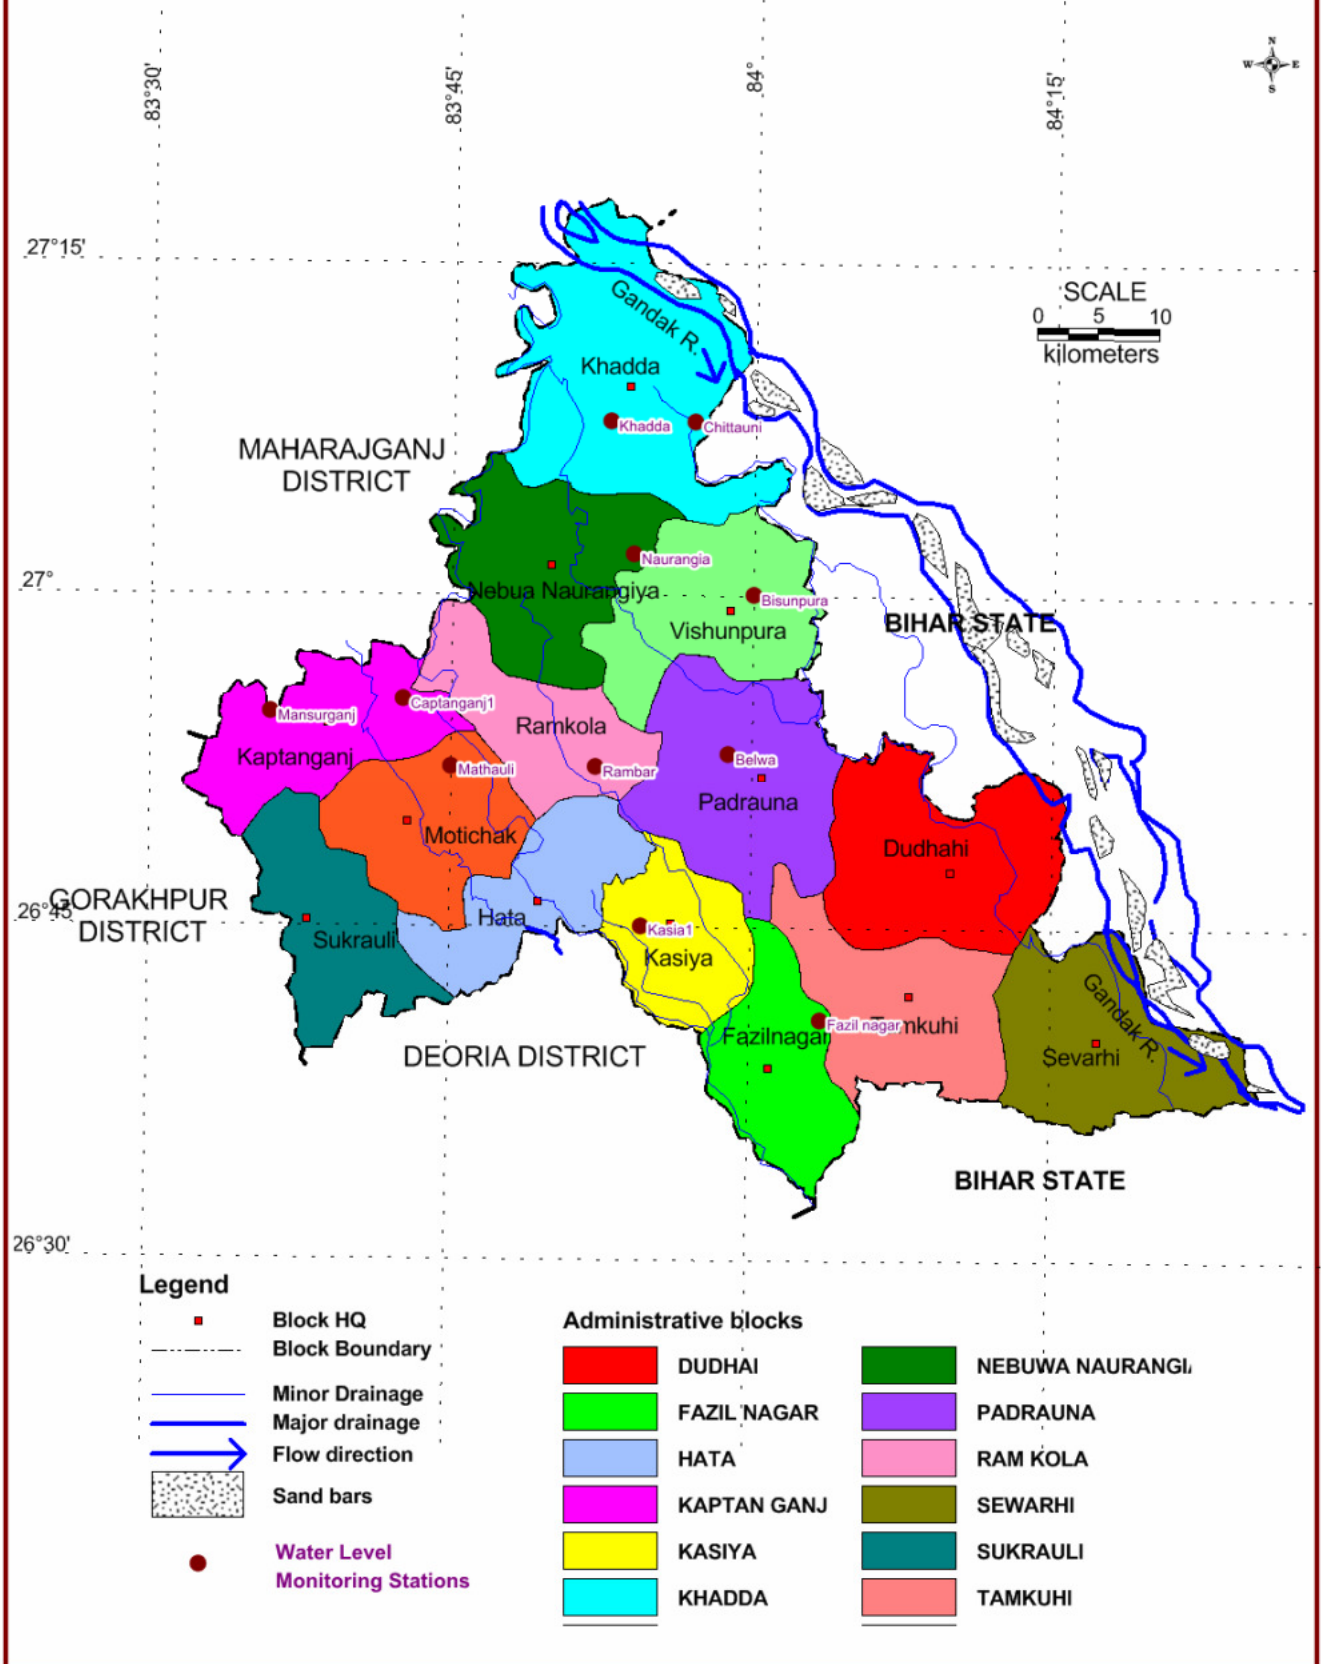 N
W E
S
83°30'
83°45'
84°
84°15'
27°15'
SCALE
0 5 10
kilometers
Gandak R.
Khadda
Khadda
Chittauni
MAHARAJGANJ
DISTRICT
Naurangia
27°
Nebua Naurangiya
Bisunpura
Vishunpura
BIHAR STATE
Captanganj1
Mansurganj
Ramkola
Kaptanganj
Belwa
Mathauli
Rambar
Padrauna
Motichak
Dudhahi
GORAKHPUR
DISTRICT
26°45'
Hata
Sukrauli
Kasia1
Kasiya
Gandak R.
Fazil nagar
Tamkuhi
Fazilnagar
DEORIA DISTRICT
Sevarhi
BIHAR STATE
26°30'
Legend
Block HQ
Block Boundary
Minor Drainage
Major drainage
Flow direction
Sand bars
Water Level
Monitoring Stations
Administrative blocks
DUDHAI
FAZIL NAGAR
HATA
KAPTAN GANJ
KASIYA
KHADDA
NEBUWA NAURANGI
PADRAUNA
RAM KOLA
SEWARHI
SUKRAULI
TAMKUHI